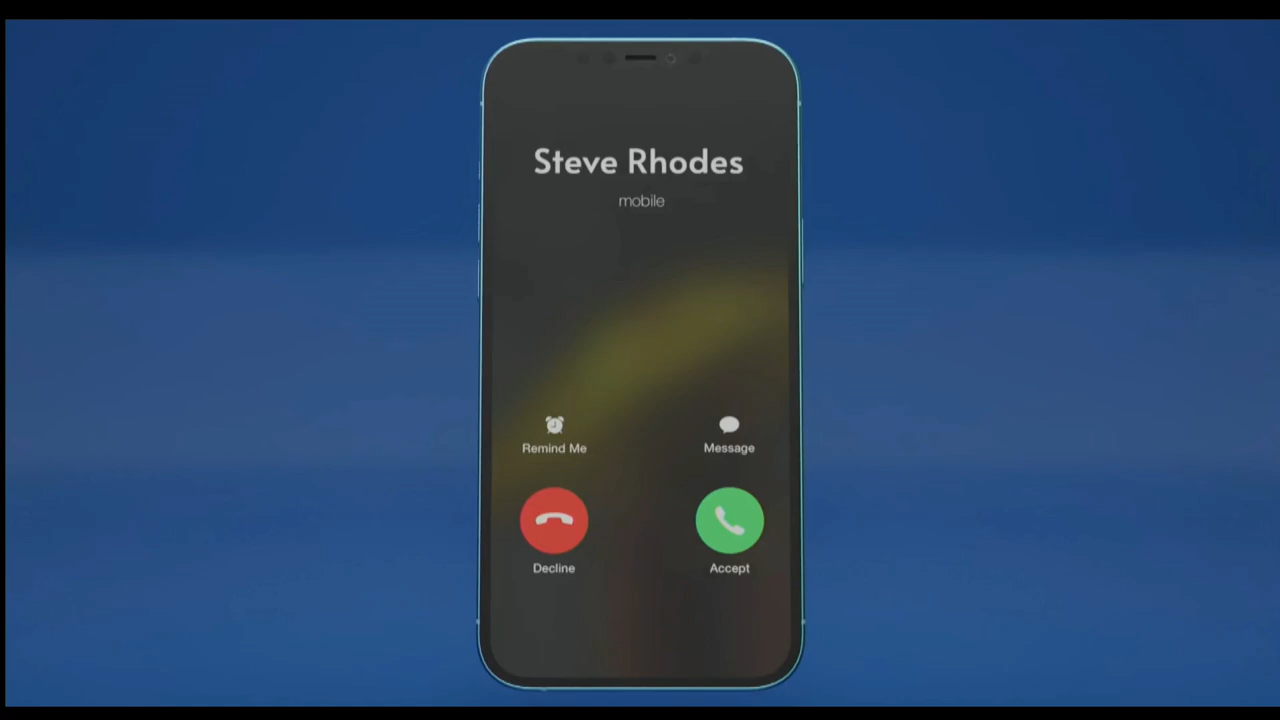 Steve Rhodes
mobile
Remind Me
Message
Decline
Accept